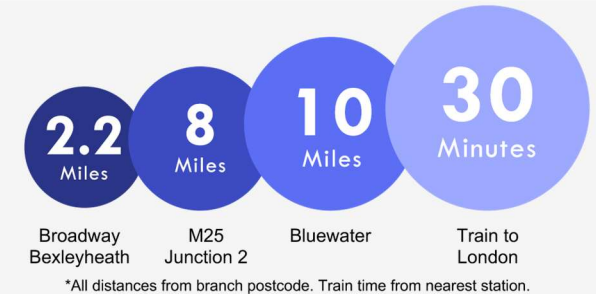 2.2
Miles
8
Miles
10
Miles
30
Minutes
Broadway
Bexleyheath
M25
Junction 2
Bluewater
Train to
London
*All distances from branch postcode. Train time from nearest station.